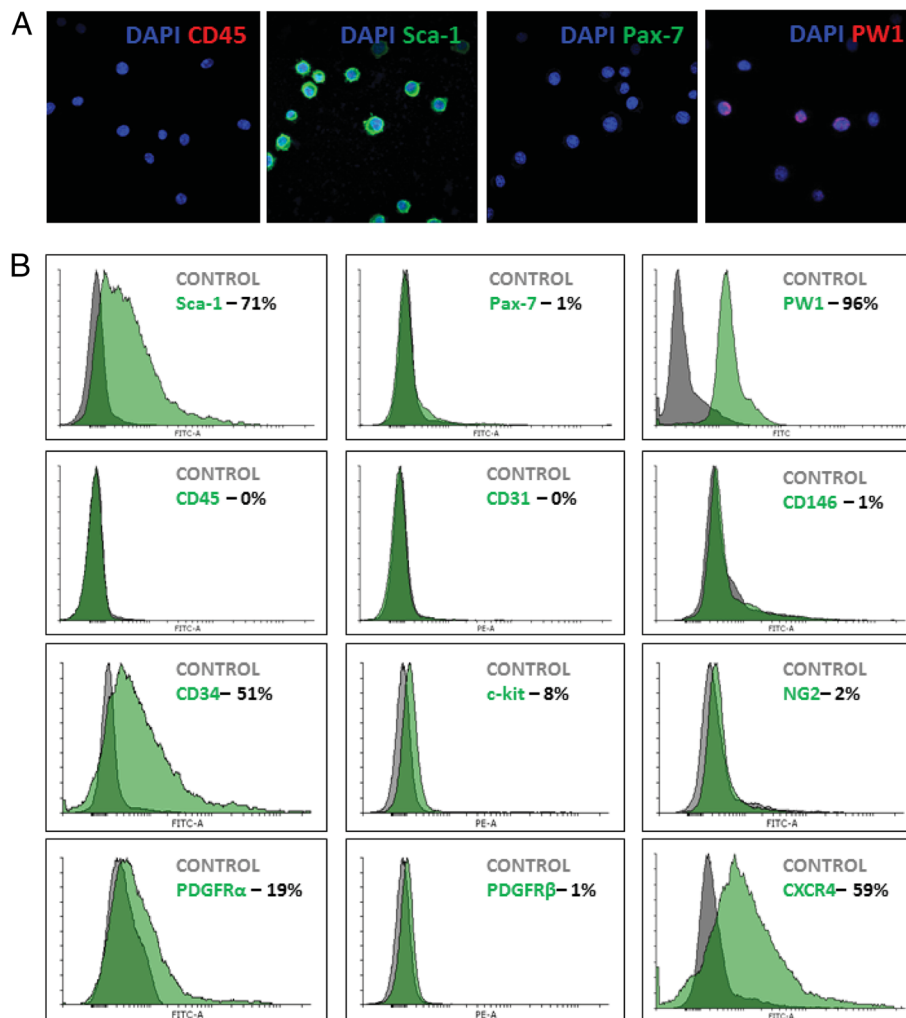 A
DAPI CD45
DAPI Sca-1
DAPI Pax-7
DAPI PW1
B
CONTROL
Sca-1 – 71%
FITC-A
CONTROL
Pax-7 – 1%
FITC-A
CONTROL
PW1 – 96%
FITC
CONTROL
CD45 – 0%
FITC-A
CONTROL
CD31 – 0%
PE-A
CONTROL
CD146 – 1%
FITC-A
CONTROL
CD34– 51%
FITC-A
CONTROL
c-kit – 8%
PE-A
CONTROL
NG2– 2%
FITC-A
CONTROL
PDGFRα – 19%
FITC-A
CONTROL
PDGFRβ– 1%
PE-A
CONTROL
CXCR4– 59%
FITC-A